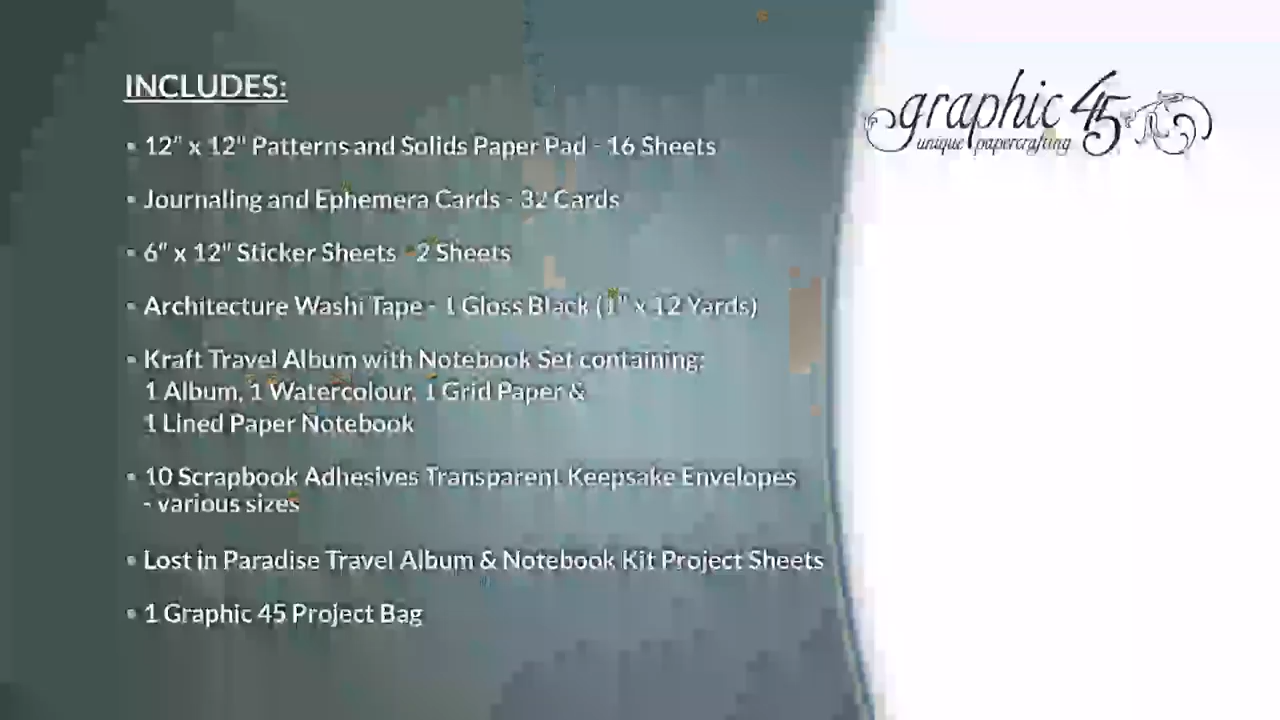 INCLUDES:
• 12" x 12" Patterns and Solids Paper Pad - 16 Sheets
• Journaling and Ephemera Cards - 32 Cards
• 6" x 12" Sticker Sheets - 2 Sheets
• Architecture Washi Tape - 1 Gloss Black (1" x 12 Yards)
• Kraft Travel Album with Notebook Set containing:
1 Album, 1 Watercolour, 1 Grid Paper &
1 Lined Paper Notebook
• 10 Scrapbook Adhesives Transparent Keepsake Envelopes
- various sizes
• Lost in Paradise Travel Album & Notebook Kit Project Sheets
• 1 Graphic 45 Project Bag
graphic 45
unique papercrafting